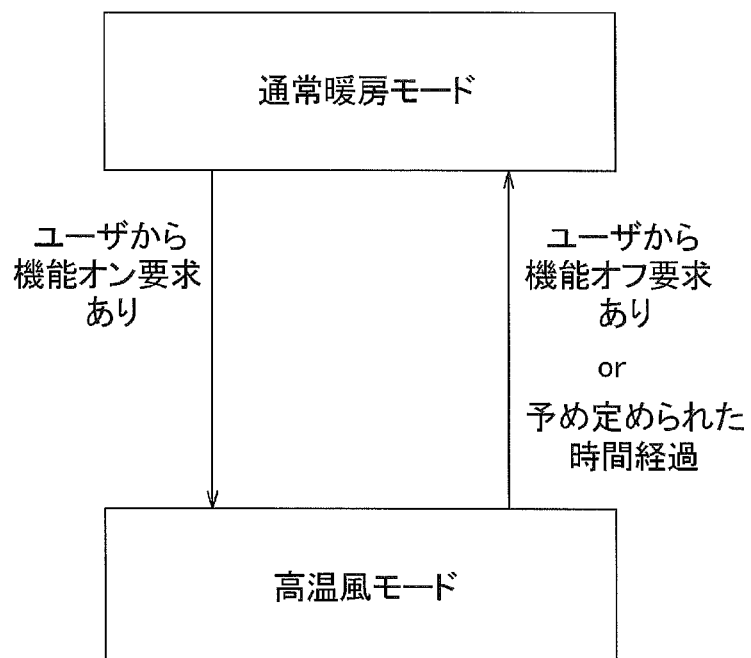 通常暖房モード
ユーザから
機能オン要求
あり
ユーザから
機能オフ要求
あり
or
予め定められた
時間経過
高温風モード